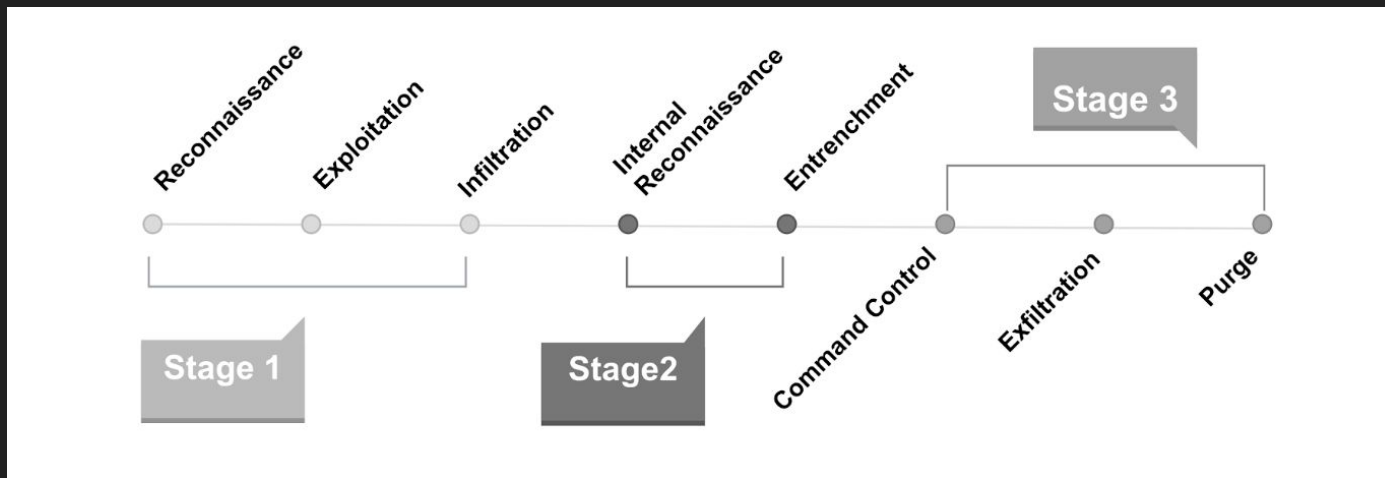 Reconnaissance
Exploitation
Infiltration
Internal
Reconnaissance
Entrenchment
Stage 3
Command Control
Exfiltration
Purge
Stage 1
Stage2